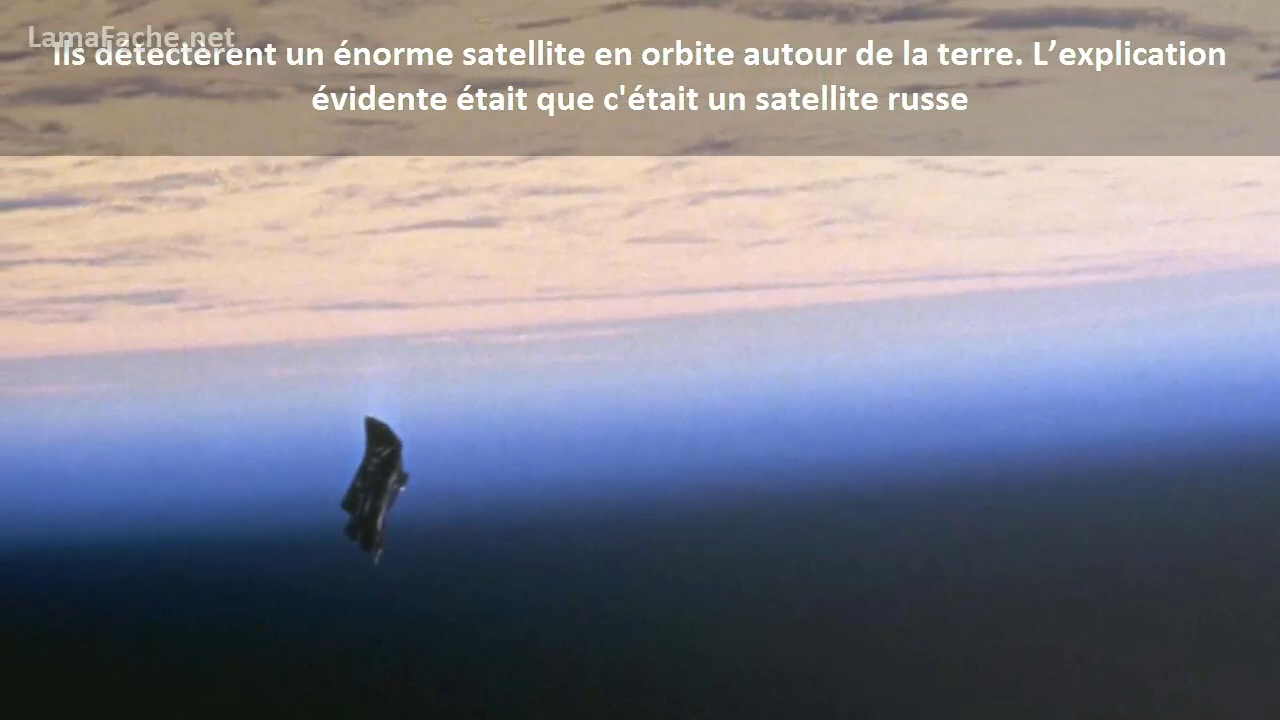 LamaFache.net
Ils détectèrent un énorme satellite en orbite autour de la terre. L’explication
évidente était que c'était un satellite russe